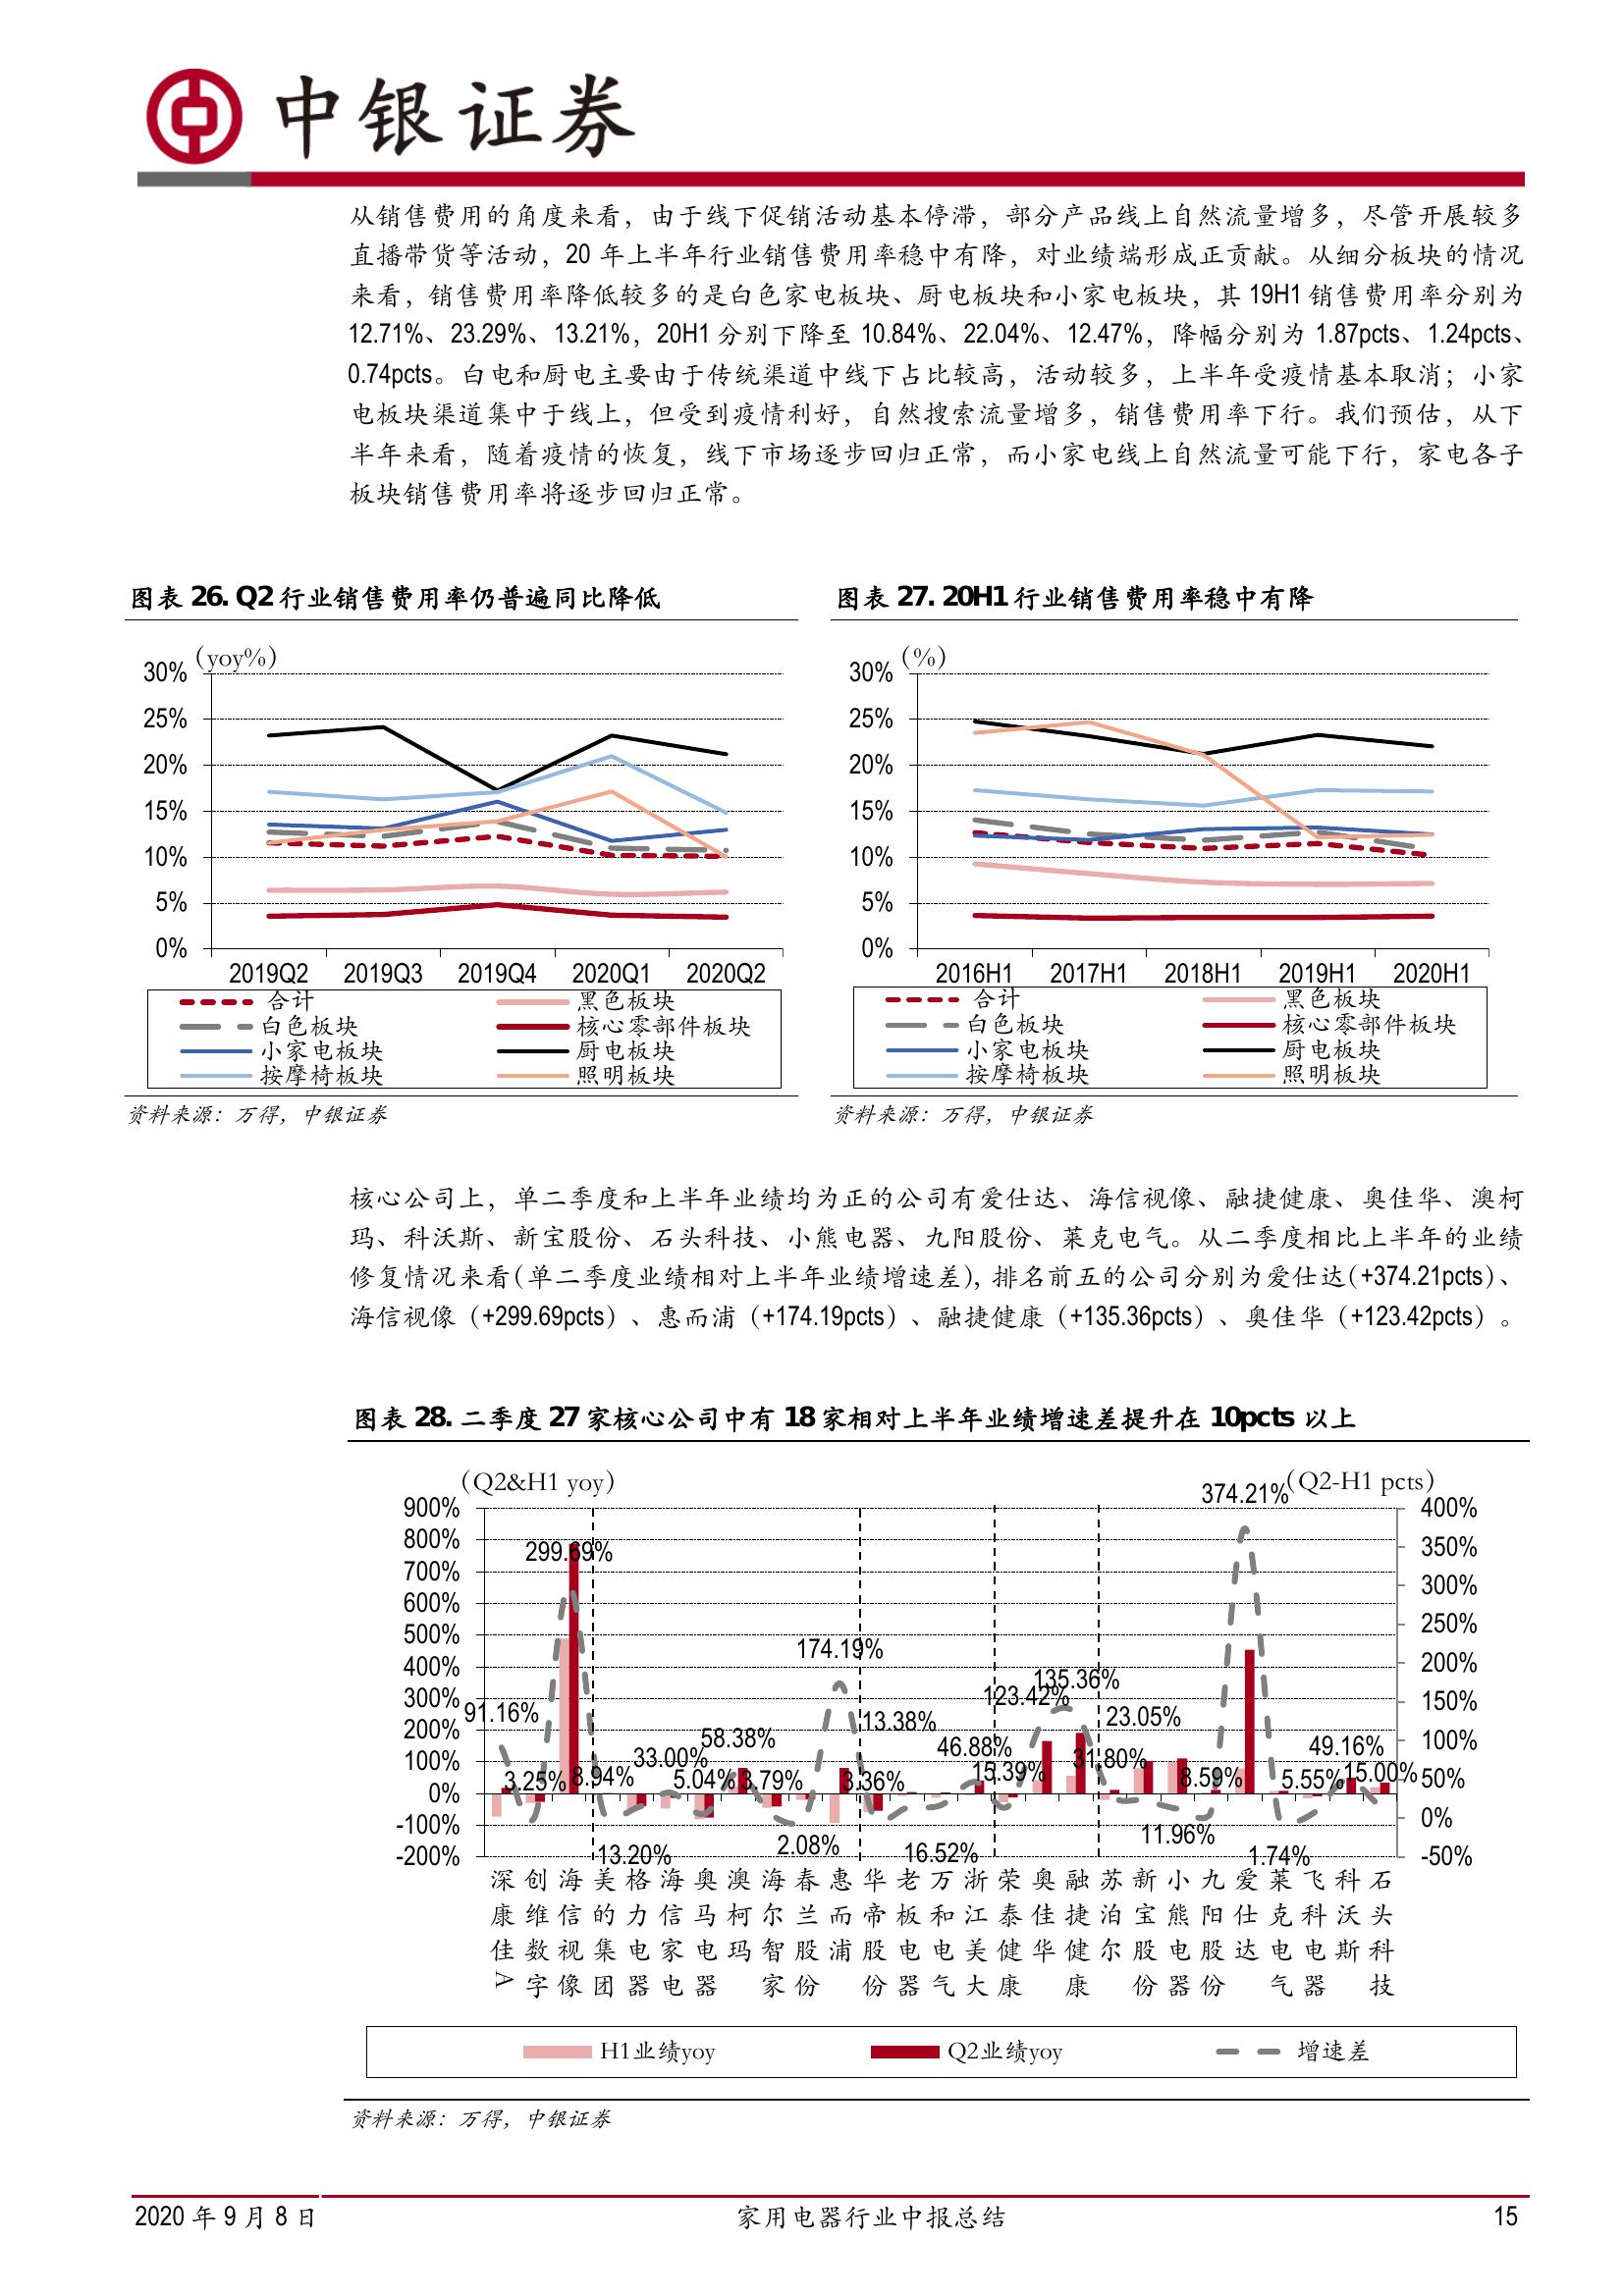 中银证券
从销售费用的角度来看，由于线下促销活动基本停滞，部分产品线上自然流量增多，尽管开展较多
直播带货等活动，20 年上半年行业销售费用率稳中有降，对业绩端形成正贡献。从细分板块的情况
来看，销售费用率降低较多的是白色家电板块、厨电板块和小家电板块，其 19H1 销售费用率分别为
12.71%、23.29%、13.21%，20H1 分别下降至 10.84%、22.04%、12.47%，降幅分别为 1.87pcts、1.24pcts、
0.74pcts。白电和厨电主要由于传统渠道中线下占比较高，活动较多，上半年受疫情基本取消；小家
电板块渠道集中于线上，但受到疫情利好，自然搜索流量增多，销售费用率下行。我们预估，从下
半年来看，随着疫情的恢复，线下市场逐步回归正常，而小家电线上自然流量可能下行，家电各子
板块销售费用率将逐步回归正常。
图表 26. Q2 行业销售费用率仍普遍同比降低
（yoy%）
30%
25%
20%
15%
10%
5%
0%
2019Q2 2019Q3 2019Q4 2020Q1 2020Q2
合计 黑色板块
白色板块 核心零部件板块
小家电板块 厨电板块
按摩椅板块 照明板块
资料来源：万得，中银证券
图表 27. 20H1 行业销售费用率稳中有降
（%）
30%
25%
20%
15%
10%
5%
0%
2016H1 2017H1 2018H1 2019H1 2020H1
合计 黑色板块
白色板块 核心零部件板块
小家电板块 厨电板块
按摩椅板块 照明板块
资料来源：万得，中银证券
核心公司上，单二季度和上半年业绩均为正的公司有爱仕达、海信视像、融捷健康、奥佳华、澳柯
玛、科沃斯、新宝股份、石头科技、小熊电器、九阳股份、莱克电气。从二季度相比上半年的业绩
修复情况来看(单二季度业绩相对上半年业绩增速差)，排名前五的公司分别为爱仕达(+374.21pcts)、
海信视像（+299.69pcts）、惠而浦（+174.19pcts）、融捷健康（+135.36pcts）、奥佳华（+123.42pcts）。
图表 28. 二季度 27 家核心公司中有 18 家相对上半年业绩增速差提升在 10pcts 以上
（Q2&H1 yoy）
（Q2-H1 pcts）
900%
800%
700%
600%
500%
400%
300%
200%
100%
0%
-100%
-200%
400%
350%
300%
250%
200%
150%
100%
50%
0%
-50%
91.16%
3.25%
299.69%
8.94%
13.20%
33.00%
5.04%
58.38%
3.79%
2.08%
174.19%
3.36%
13.38%
16.52%
46.88%
15.39%
123.42%
135.36%
31.80%
23.05%
11.96%
8.59%
374.21%
1.74%
5.55%
49.16%
15.00%
深康佳A
创维数字
海信视像
美的集团
格力电器
海信家电
奥马电器
澳柯玛
海尔智家
春兰股份
惠而浦
华帝股份
老板电器
万和电气
浙江美大
荣泰健康
奥佳华
融捷健康
苏泊尔
新宝股份
小熊电器
九阳股份
爱仕达
莱克电气
飞科电器
科沃斯
石头科技
H1业绩yoy Q2业绩yoy 增速差
资料来源：万得，中银证券
2020 年 9 月 8 日 家用电器行业中报总结 15